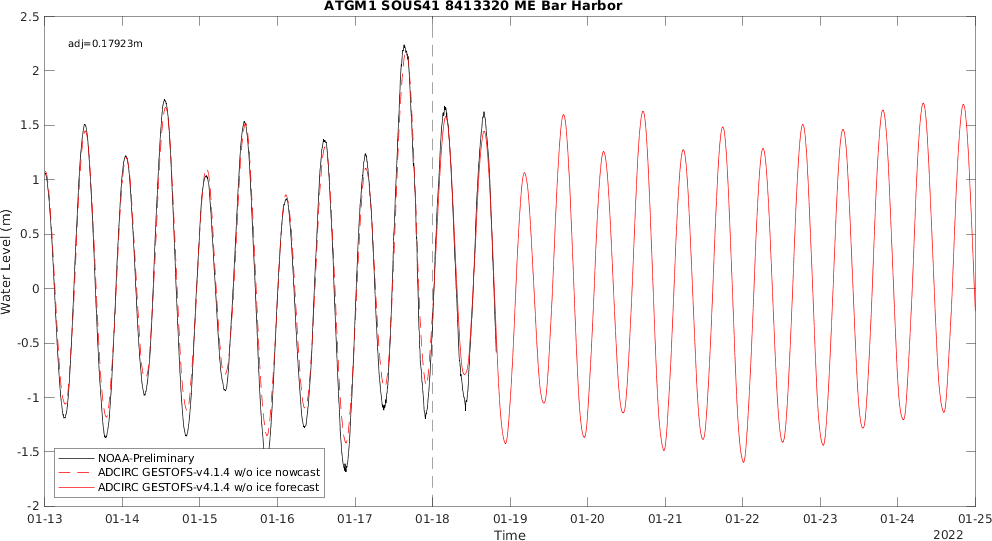 ATGM1 SOUS41 8413320 ME Bar Harbor
adj=0.17923m
Water Level (m)
2.5
2
1.5
1
0.5
0
-0.5
-1
-1.5
-2
NOAA-Preliminary
ADCIRC GESTOFS-v4.1.4 w/o ice nowcast
ADCIRC GESTOFS-v4.1.4 w/o ice forecast
01-13 01-14 01-15 01-16 01-17 01-18 01-19 01-20 01-21 01-22 01-23 01-24 01-25
Time
2022